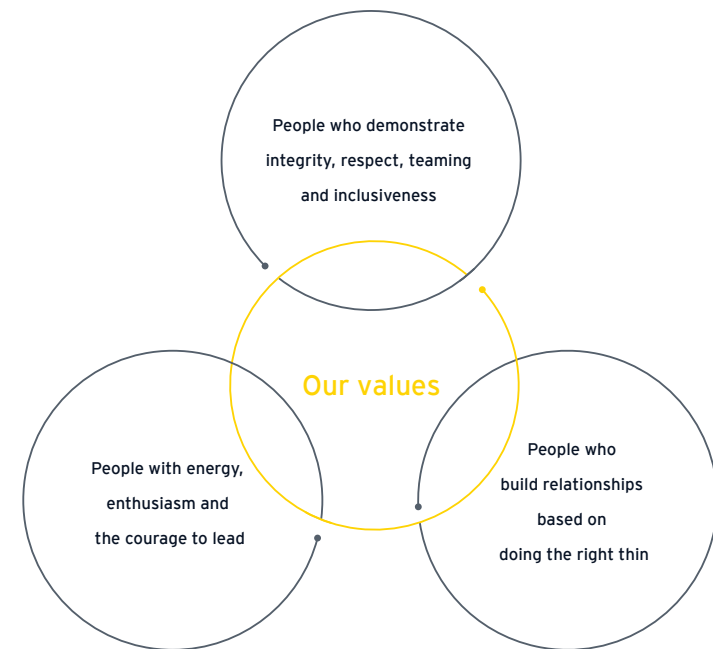 People who demonstrate
integrity, respect, teaming
and inclusiveness
Our values
People with energy,
enthusiasm and
the courage to lead
People who
build relationships
based on
doing the right thin